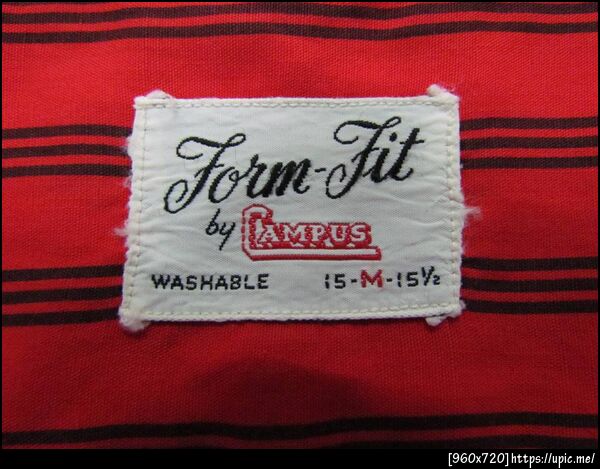 Form-Fit
by CAMPUS
WASHABLE 15-M-15½
[960x720]https://upic.me/